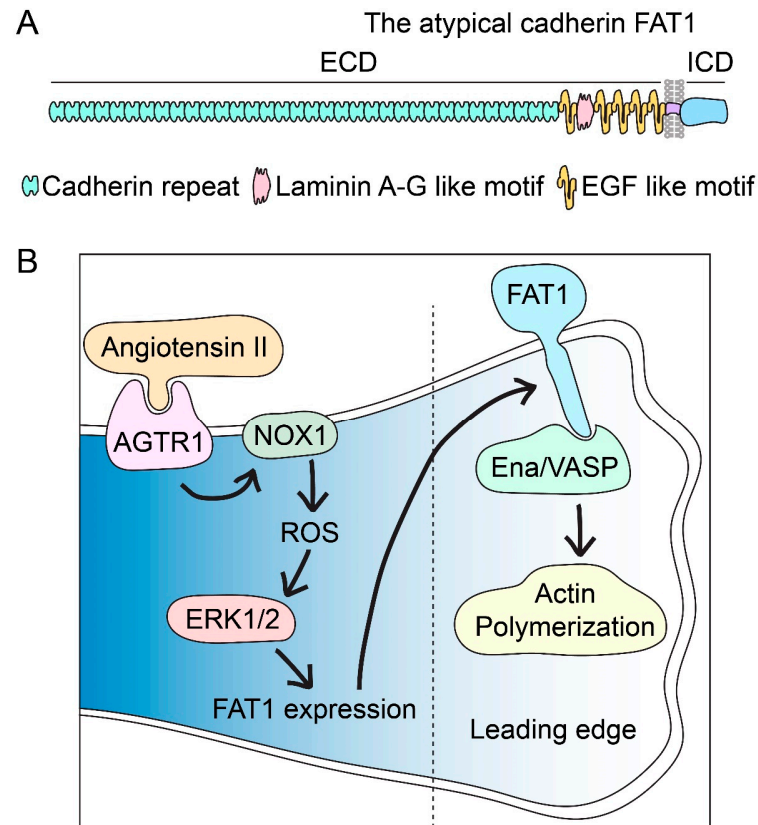 A
The atypical cadherin FAT1
ECD
ICD
Cadherin repeat
Laminin A-G like motif
EGF like motif
B
FAT1
Angiotensin II
AGTR1
NOX1
Ena/VASP
ROS
Actin
Polymerization
ERK1/2
FAT1 expression
Leading edge